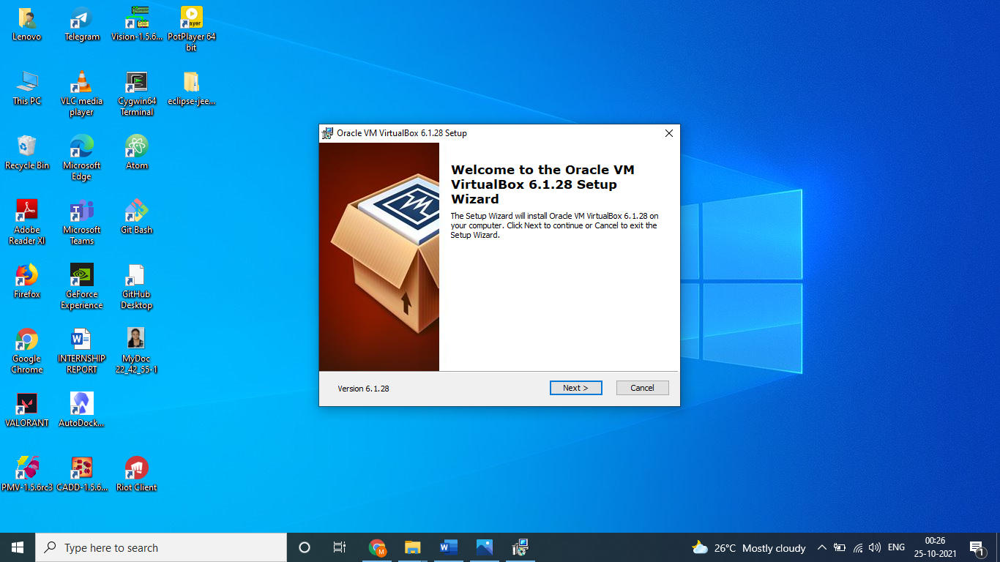 Lenovo
Telegram
Vision-1.5.6...
PotPlayer 64
bit
This PC
VLC media
player
Cygwin64
Terminal
eclipse-jee...
Recycle Bin
Microsoft
Edge
Atom
Adobe
Reader XI
Microsoft
Teams
Git Bash
Firefox
GeForce
Experience
GitHub
Desktop
Google
Chrome
INTERNSHIP
REPORT
MyDoc
22_42_55-1
VALORANT
AutoDock...
PMV-1.5.6rc3
CADD-1.5.6...
Riot Client
Oracle VM VirtualBox 6.1.28 Setup
Welcome to the Oracle VM
VirtualBox 6.1.28 Setup
Wizard
The Setup Wizard will install Oracle VM VirtualBox 6.1.28 on
your computer. Click Next to continue or Cancel to exit the
Setup Wizard.
Version 6.1.28
Next >
Cancel
Type here to search
M
26°C Mostly cloudy
ENG
00:26
25-10-2021
1